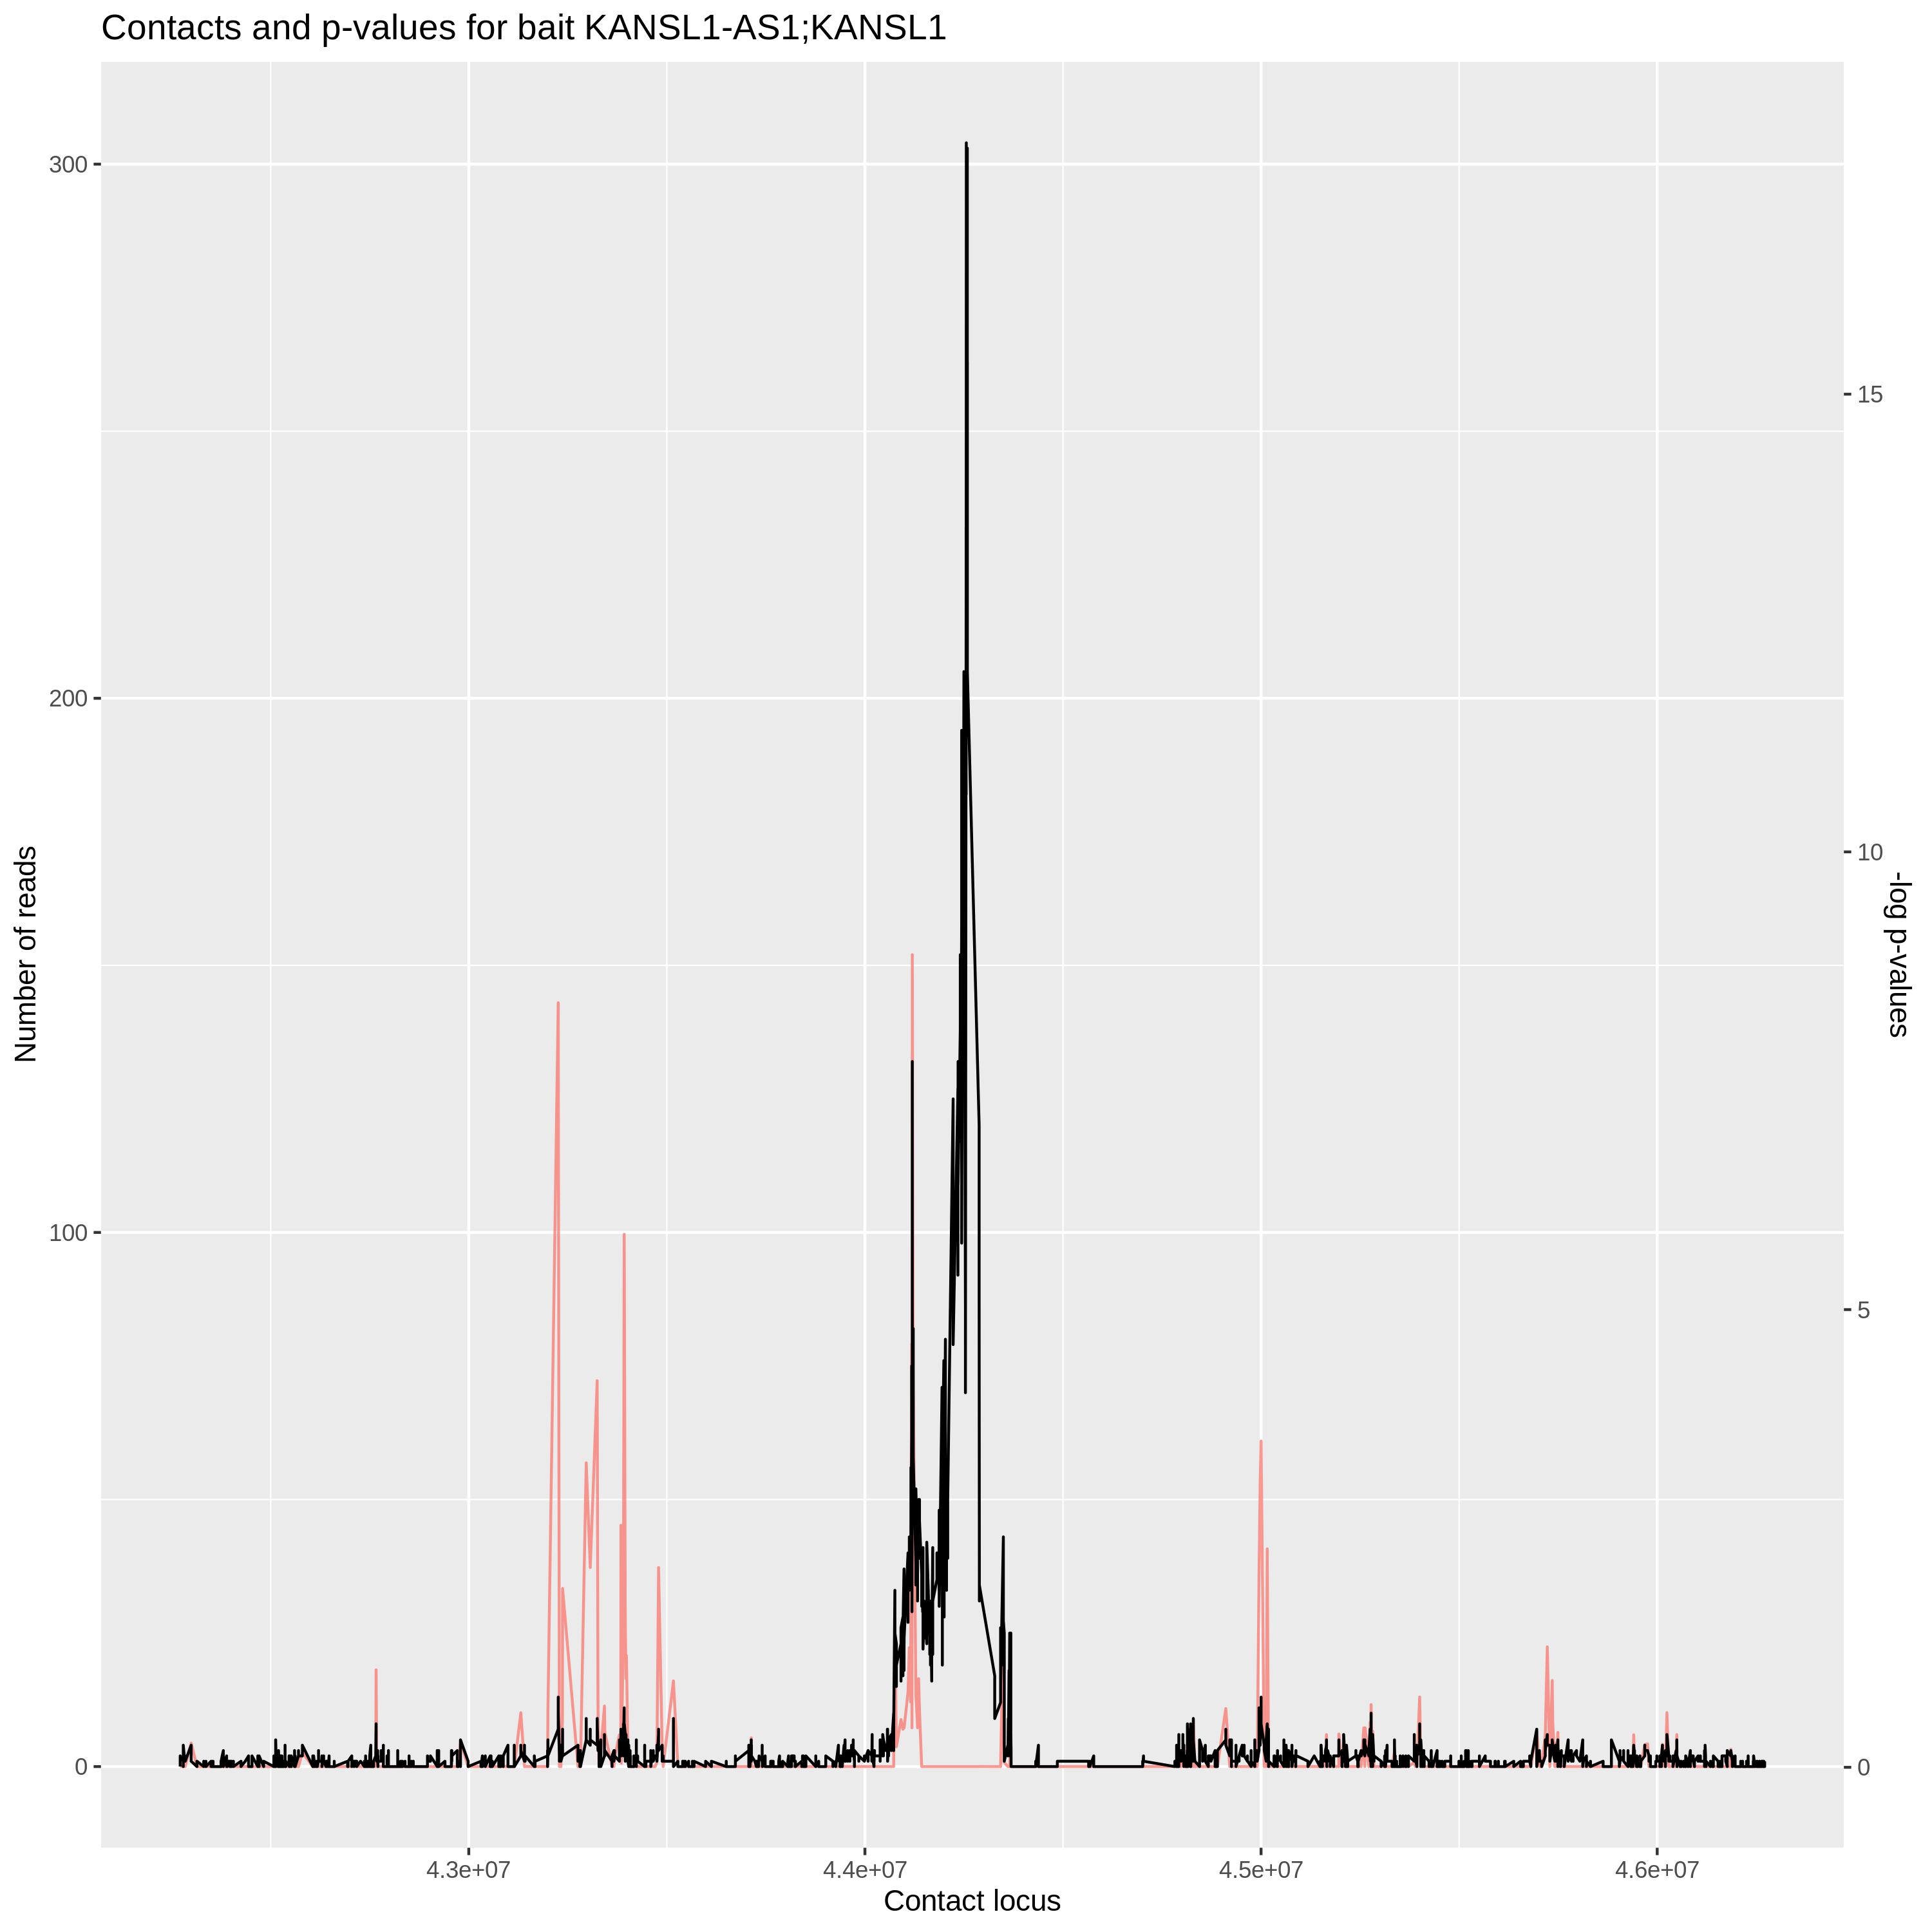 Contacts and p-values for bait KANSL1-AS1;KANSL1
300
200
100
0
Number of reads
15
10
5
0
-log p-values
4.3e+07
4.4e+07
4.5e+07
4.6e+07
Contact locus